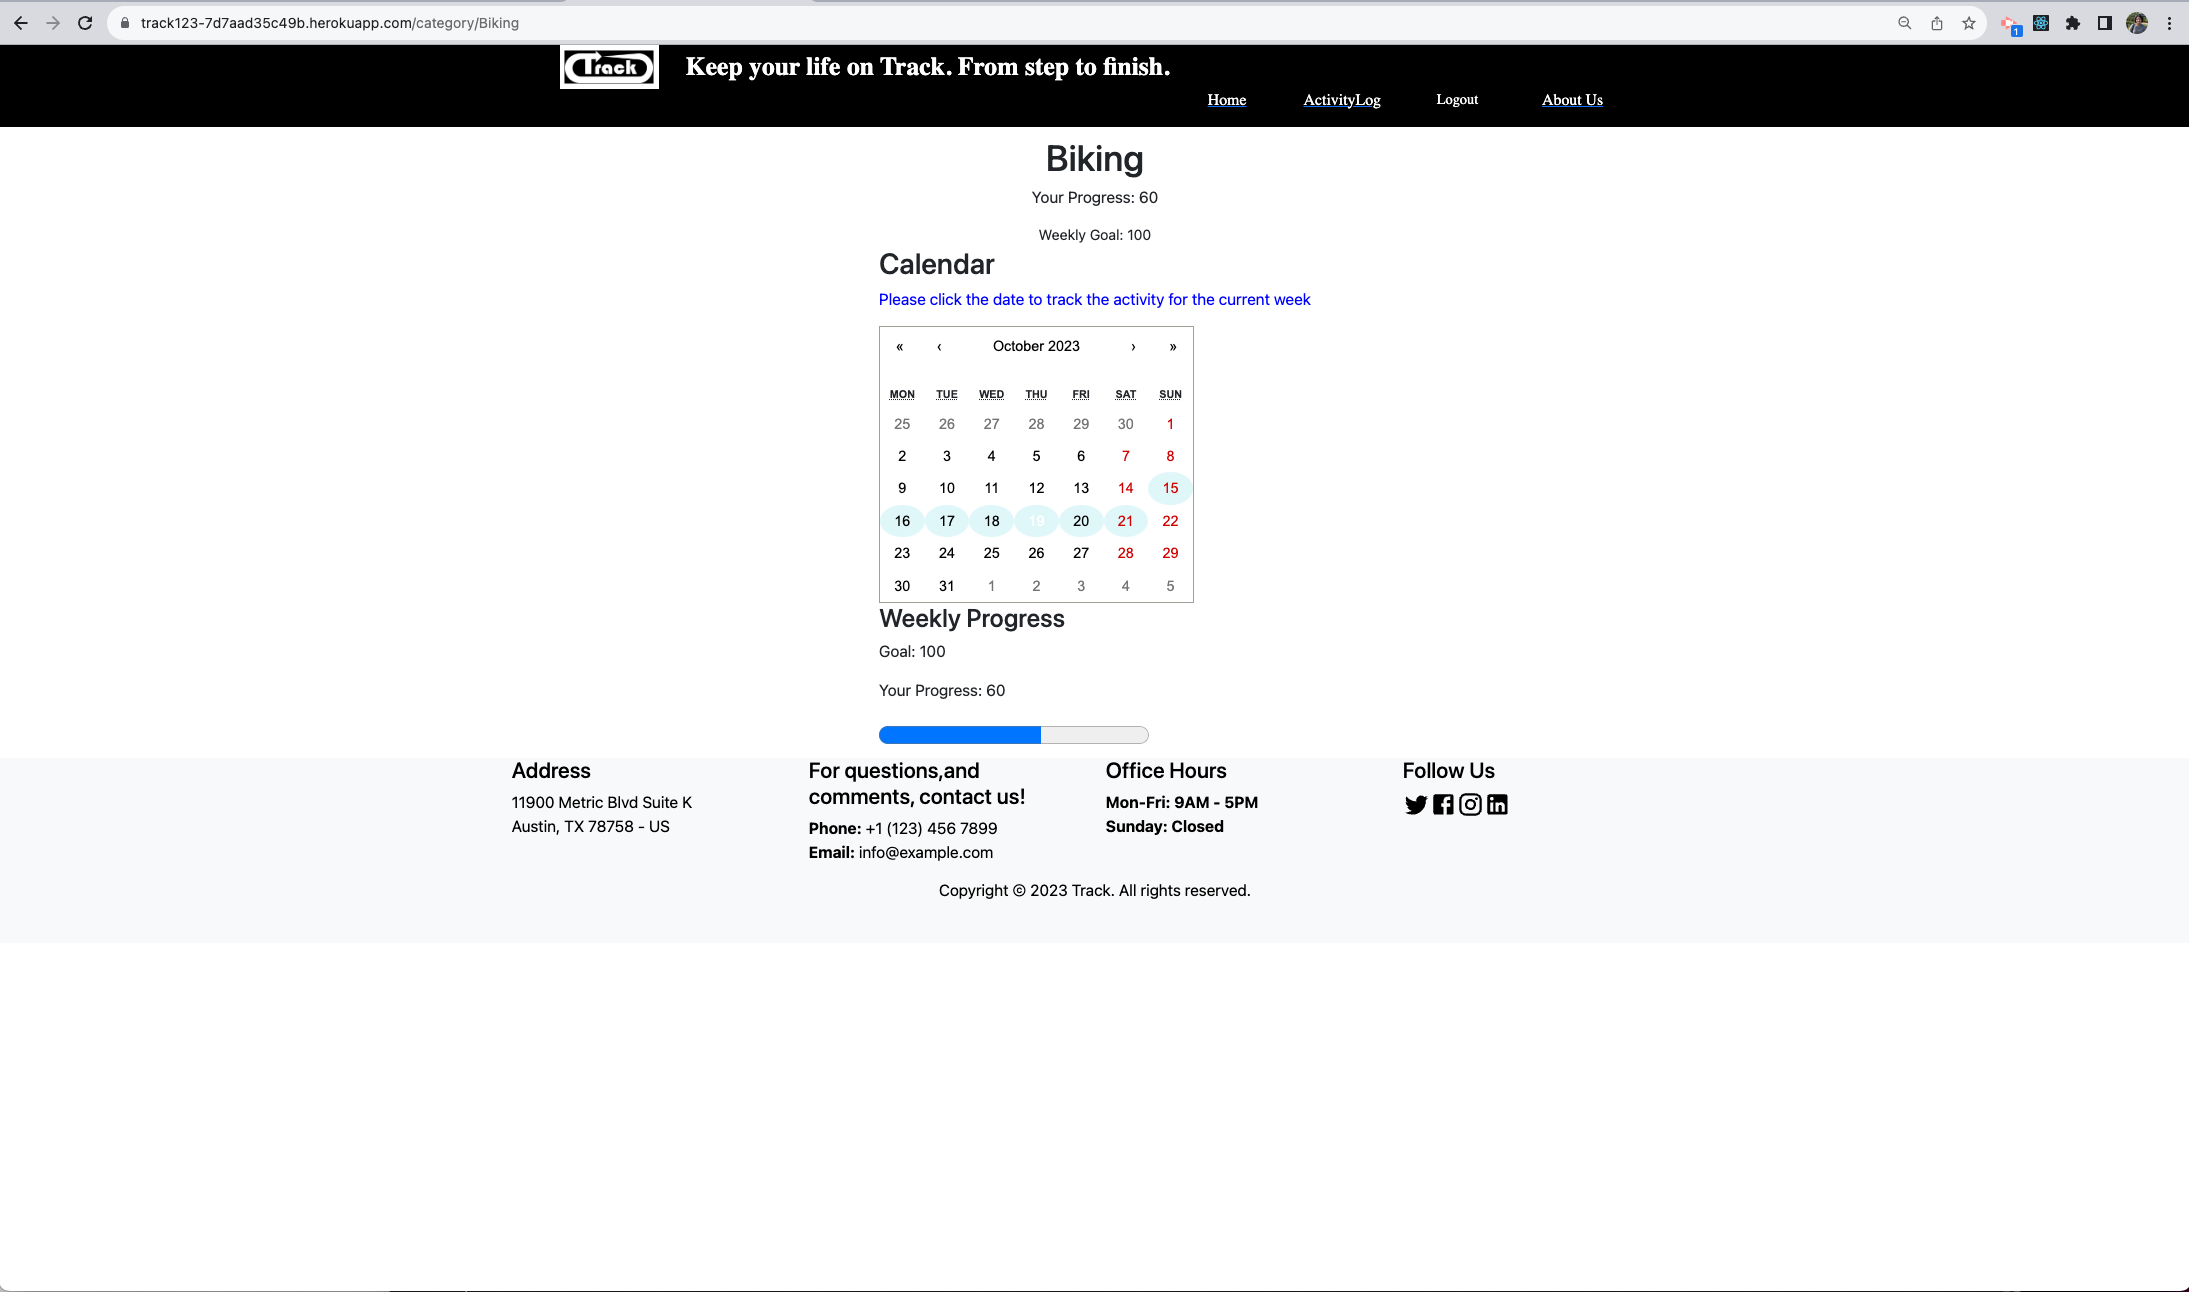 track123-7d7aad35c49b.herokuapp.com/category/Biking
1
Track
Keep your life on Track. From step to finish.
Home ActivityLog Logout About Us
Biking
Your Progress: 60
Weekly Goal: 100
Calendar
Please click the date to track the activity for the current week
« ‹ October 2023 › »
MON TUE WED THU FRI SAT SUN
25 26 27 28 29 30 1
2 3 4 5 6 7 8
9 10 11 12 13 14 15
16 17 18 19 20 21 22
23 24 25 26 27 28 29
30 31 1 2 3 4 5
Weekly Progress
Goal: 100
Your Progress: 60
Address
11900 Metric Blvd Suite K
Austin, TX 78758 - US
For questions,and
comments, contact us!
Phone: +1 (123) 456 7899
Email: info@example.com
Office Hours
Mon-Fri: 9AM - 5PM
Sunday: Closed
Follow Us
Copyright © 2023 Track. All rights reserved.